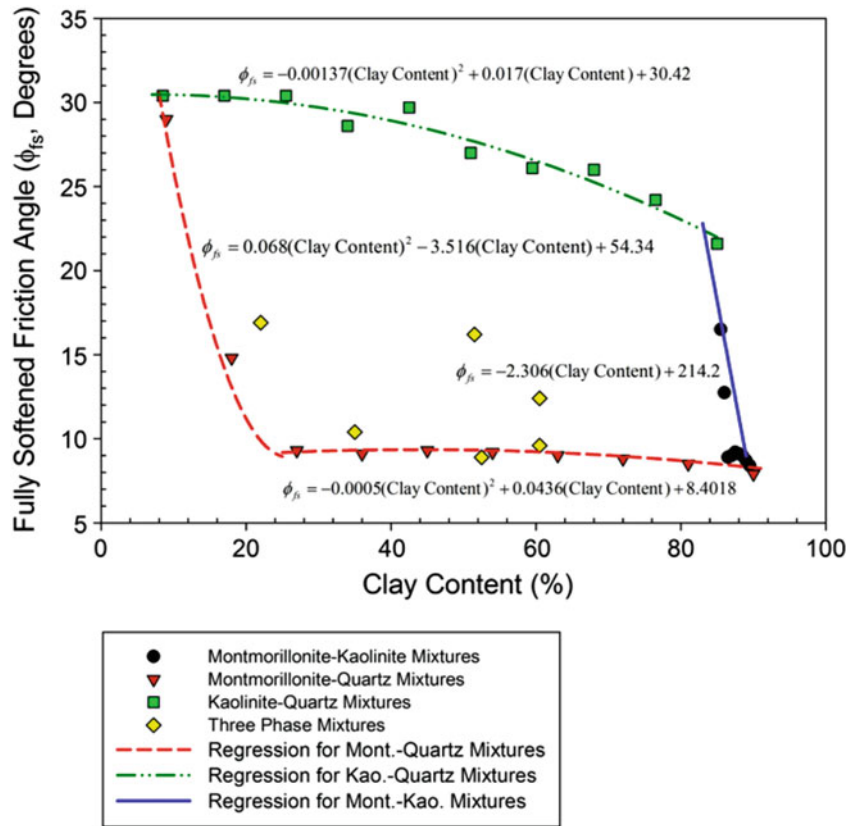 35
30
25
20
15
10
5
0
20
40
60
80
100
Fully Softened Friction Angle (ϕfs, Degrees)
Clay Content (%)
ϕfs = −0.00137(Clay Content)² + 0.017(Clay Content) + 30.42
ϕfs = 0.068(Clay Content)² − 3.516(Clay Content) + 54.34
ϕfs = −2.306(Clay Content) + 214.2
ϕfs = −0.0005(Clay Content)² + 0.0436(Clay Content) + 8.4018
Montmorillonite-Kaolinite Mixtures
Montmorillonite-Quartz Mixtures
Kaolinite-Quartz Mixtures
Three Phase Mixtures
Regression for Mont.-Quartz Mixtures
Regression for Kao.-Quartz Mixtures
Regression for Mont.-Kao. Mixtures